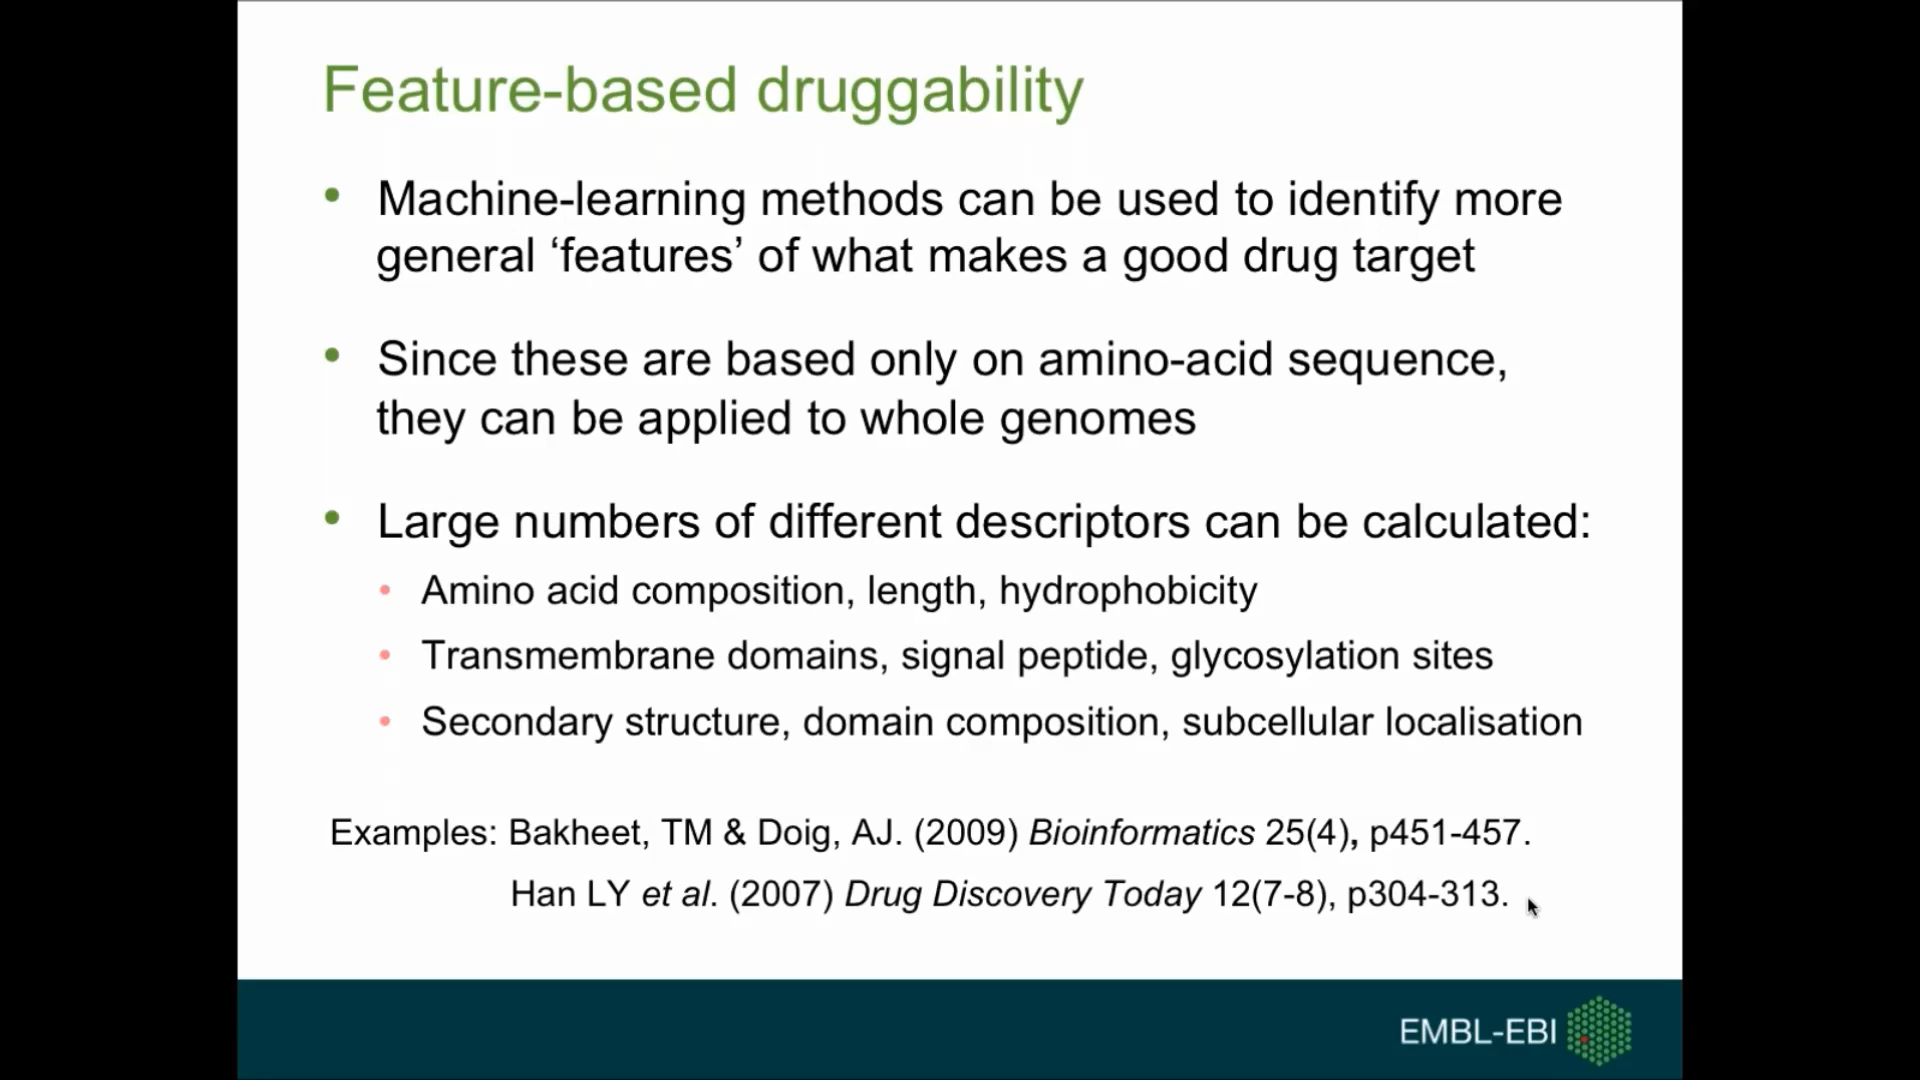 Feature-based druggability
• Machine-learning methods can be used to identify more
general ‘features’ of what makes a good drug target
• Since these are based only on amino-acid sequence,
they can be applied to whole genomes
• Large numbers of different descriptors can be calculated:
• Amino acid composition, length, hydrophobicity
• Transmembrane domains, signal peptide, glycosylation sites
• Secondary structure, domain composition, subcellular localisation
Examples: Bakheet, TM & Doig, AJ. (2009) Bioinformatics 25(4), p451-457.
Han LY et al. (2007) Drug Discovery Today 12(7-8), p304-313.
EMBL-EBI